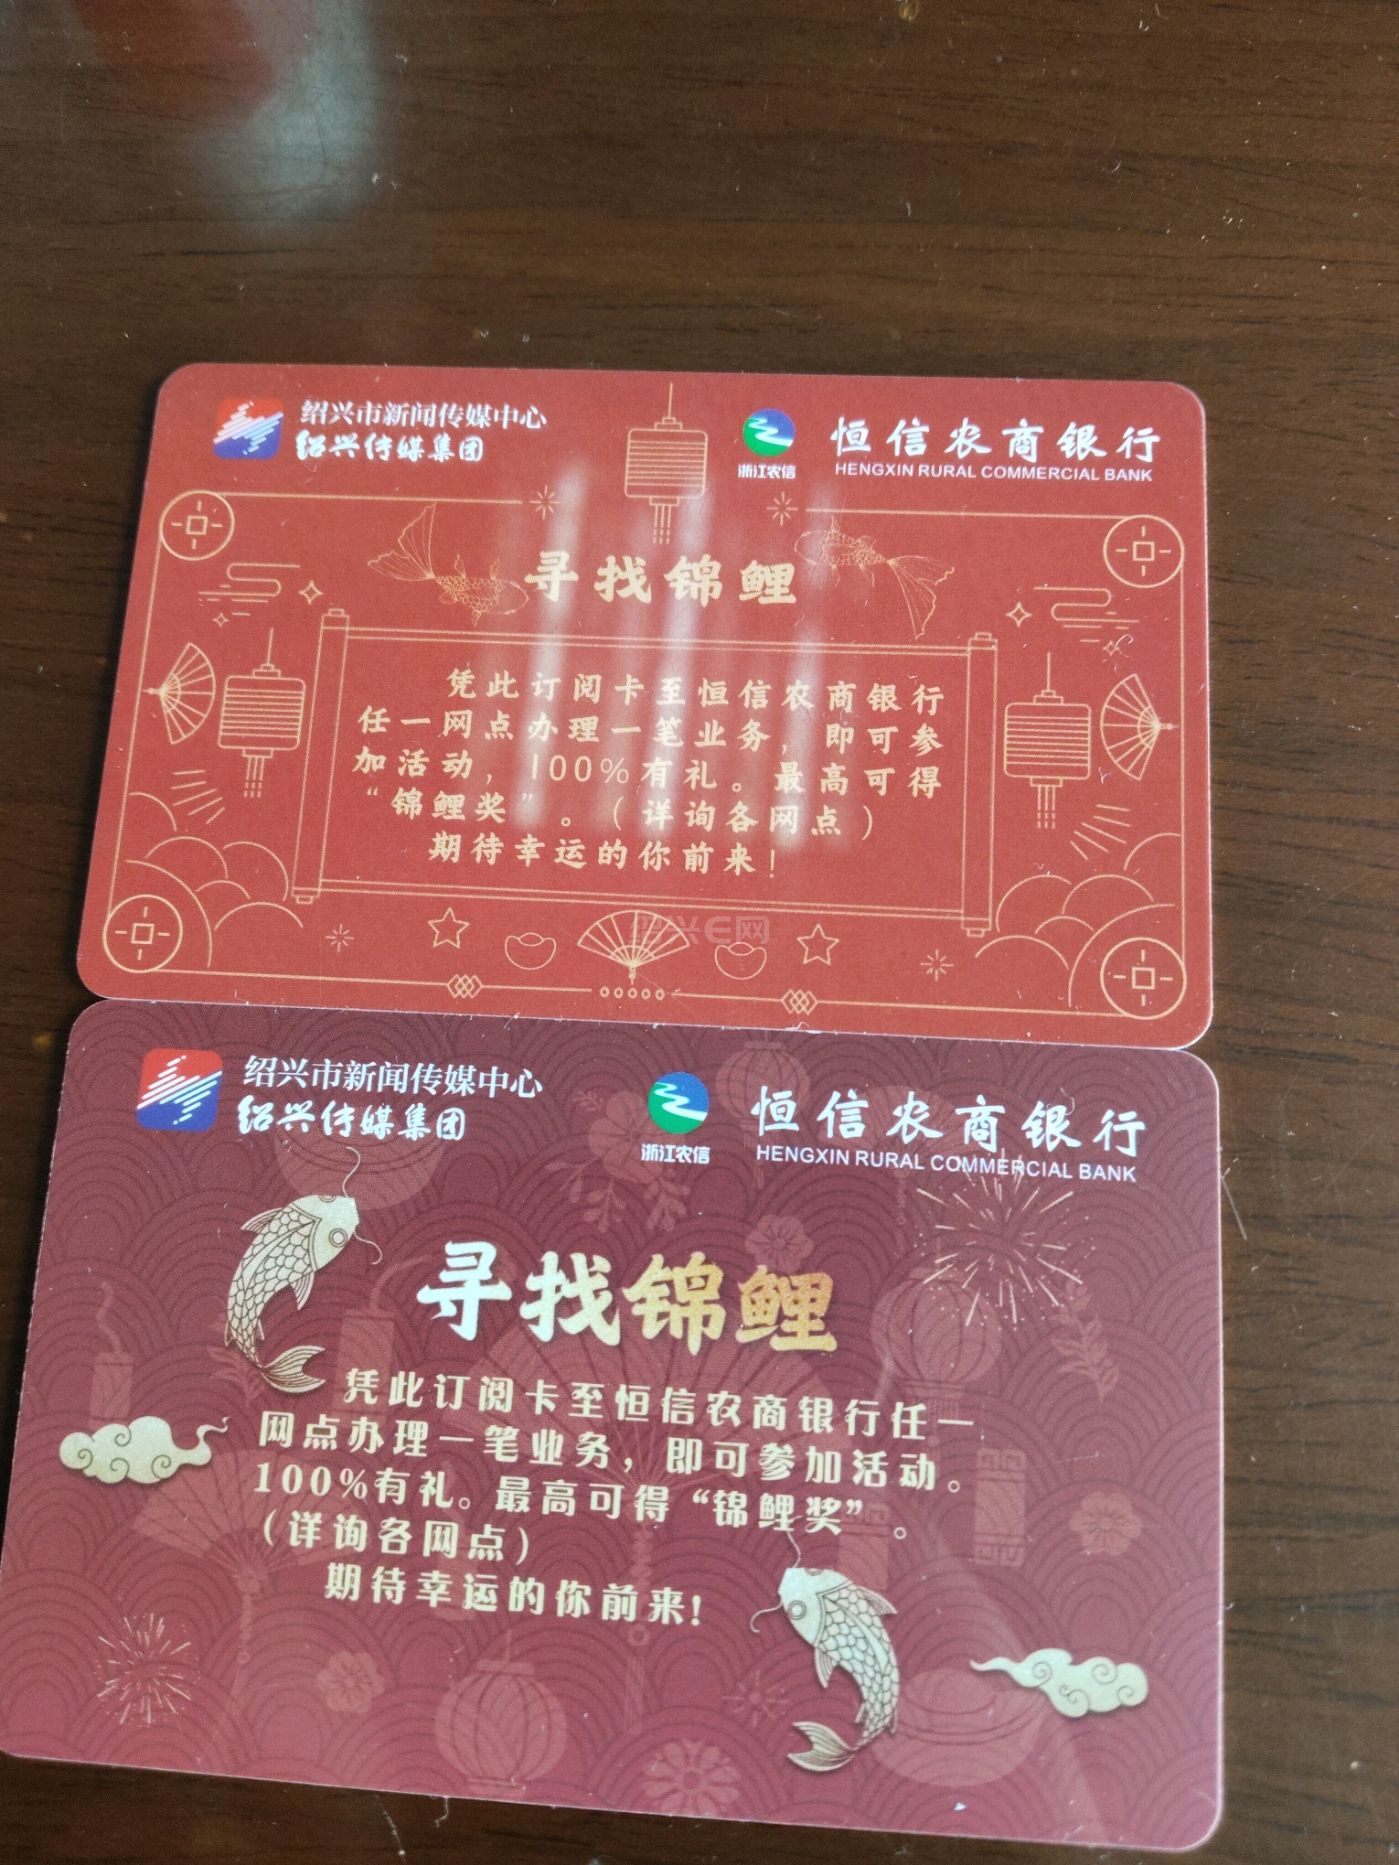 绍兴市新闻传媒中心
绍兴传媒集团
浙江农信
恒信农商银行
HENGXIN RURAL COMMERCIAL BANK
寻找锦鲤
凭此订阅卡至恒信农商银行
任一网点办理一笔业务，即可参
加活动，100%有礼。最高可得
“锦鲤奖”。（详询各网点）
期待幸运的你前来！
绍兴E网
绍兴市新闻传媒中心
绍兴传媒集团
浙江农信
恒信农商银行
HENGXIN RURAL COMMERCIAL BANK
寻找锦鲤
凭此订阅卡至恒信农商银行任一
网点办理一笔业务，即可参加活动。
100%有礼。最高可得“锦鲤奖”。
（详询各网点）
期待幸运的你前来！